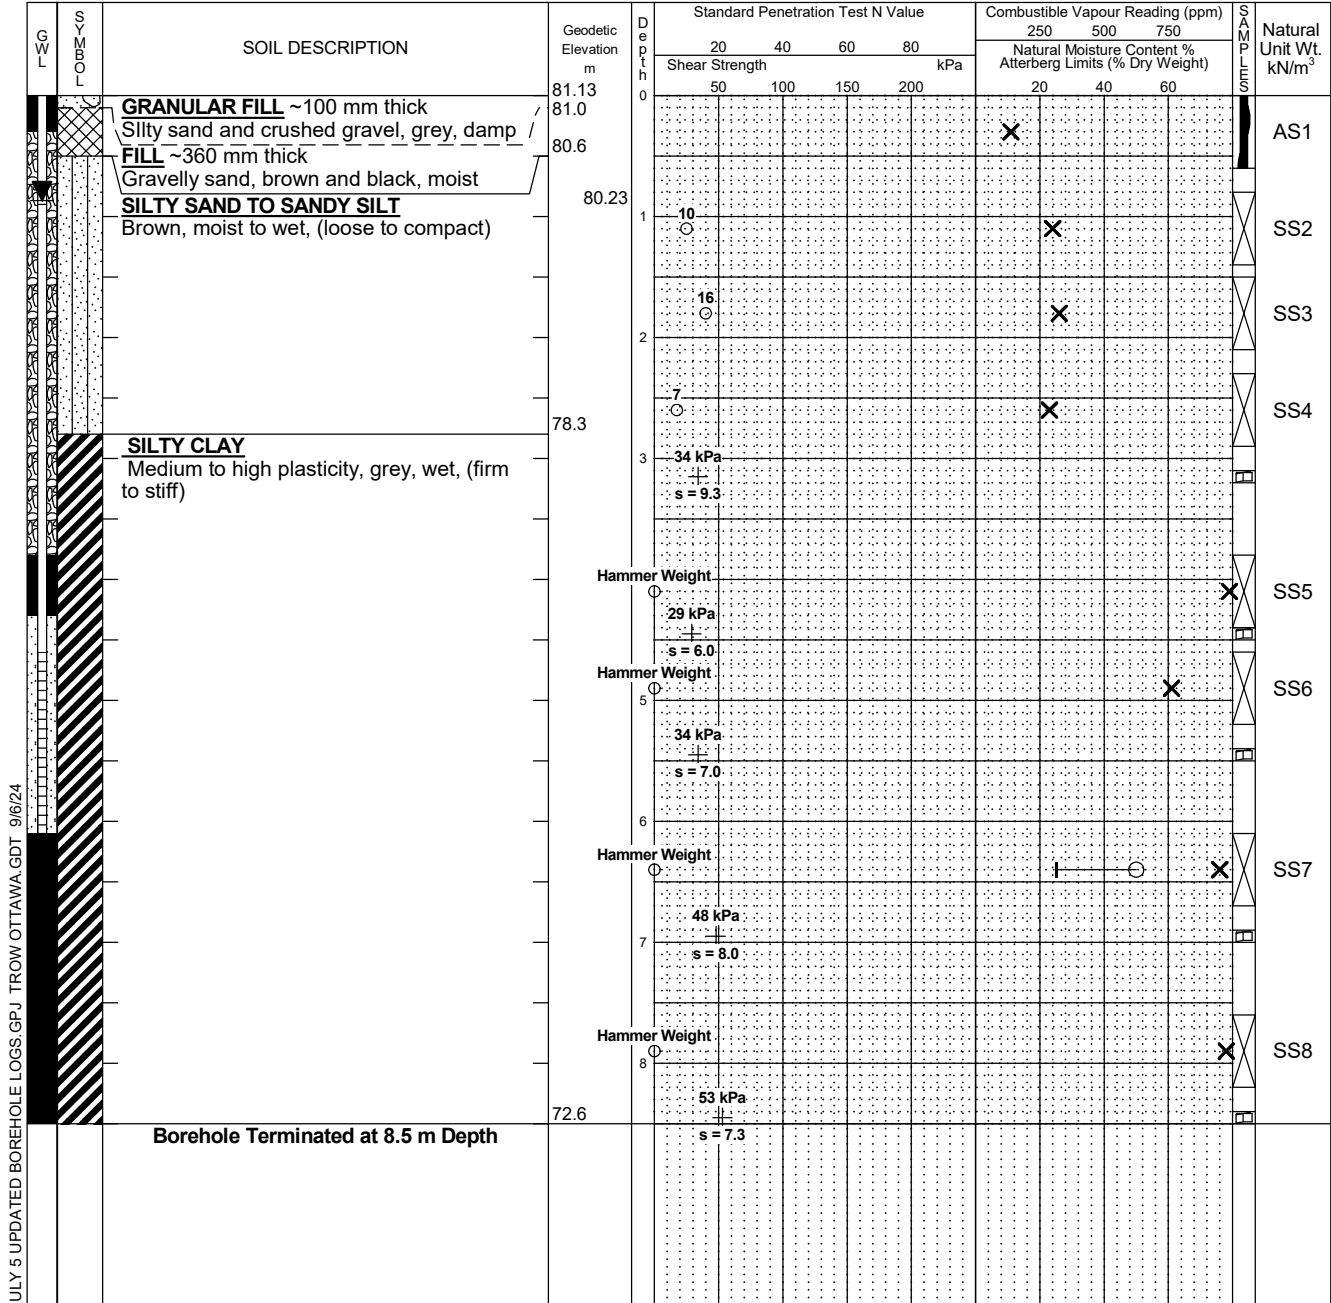 GWL
SYMBOL
SOIL DESCRIPTION
Geodetic
Elevation
m
Depth
Standard Penetration Test N Value
20 40 60 80
Shear Strength kPa
50 100 150 200
Combustible Vapour Reading (ppm)
250 500 750
Natural Moisture Content %
Atterberg Limits (% Dry Weight)
20 40 60
SAMPLES
Natural
Unit Wt.
kN/m³
81.13
0
GRANULAR FILL ~100 mm thick
81.0
SIlty sand and crushed gravel, grey, damp
AS1
80.6
FILL ~360 mm thick
Gravelly sand, brown and black, moist
80.23
SILTY SAND TO SANDY SILT
Brown, moist to wet, (loose to compact)
1
10
SS2
16
SS3
2
7
SS4
78.3
SILTY CLAY
Medium to high plasticity, grey, wet, (firm
to stiff)
3
34 kPa
s = 9.3
Hammer Weight
SS5
29 kPa
s = 6.0
Hammer Weight
SS6
5
34 kPa
s = 7.0
6
Hammer Weight
SS7
48 kPa
7
s = 8.0
Hammer Weight
SS8
8
53 kPa
72.6
s = 7.3
Borehole Terminated at 8.5 m Depth
ULY 5 UPDATED BOREHOLE LOGS.GPJ TROW OTTAWA.GDT 9/6/24